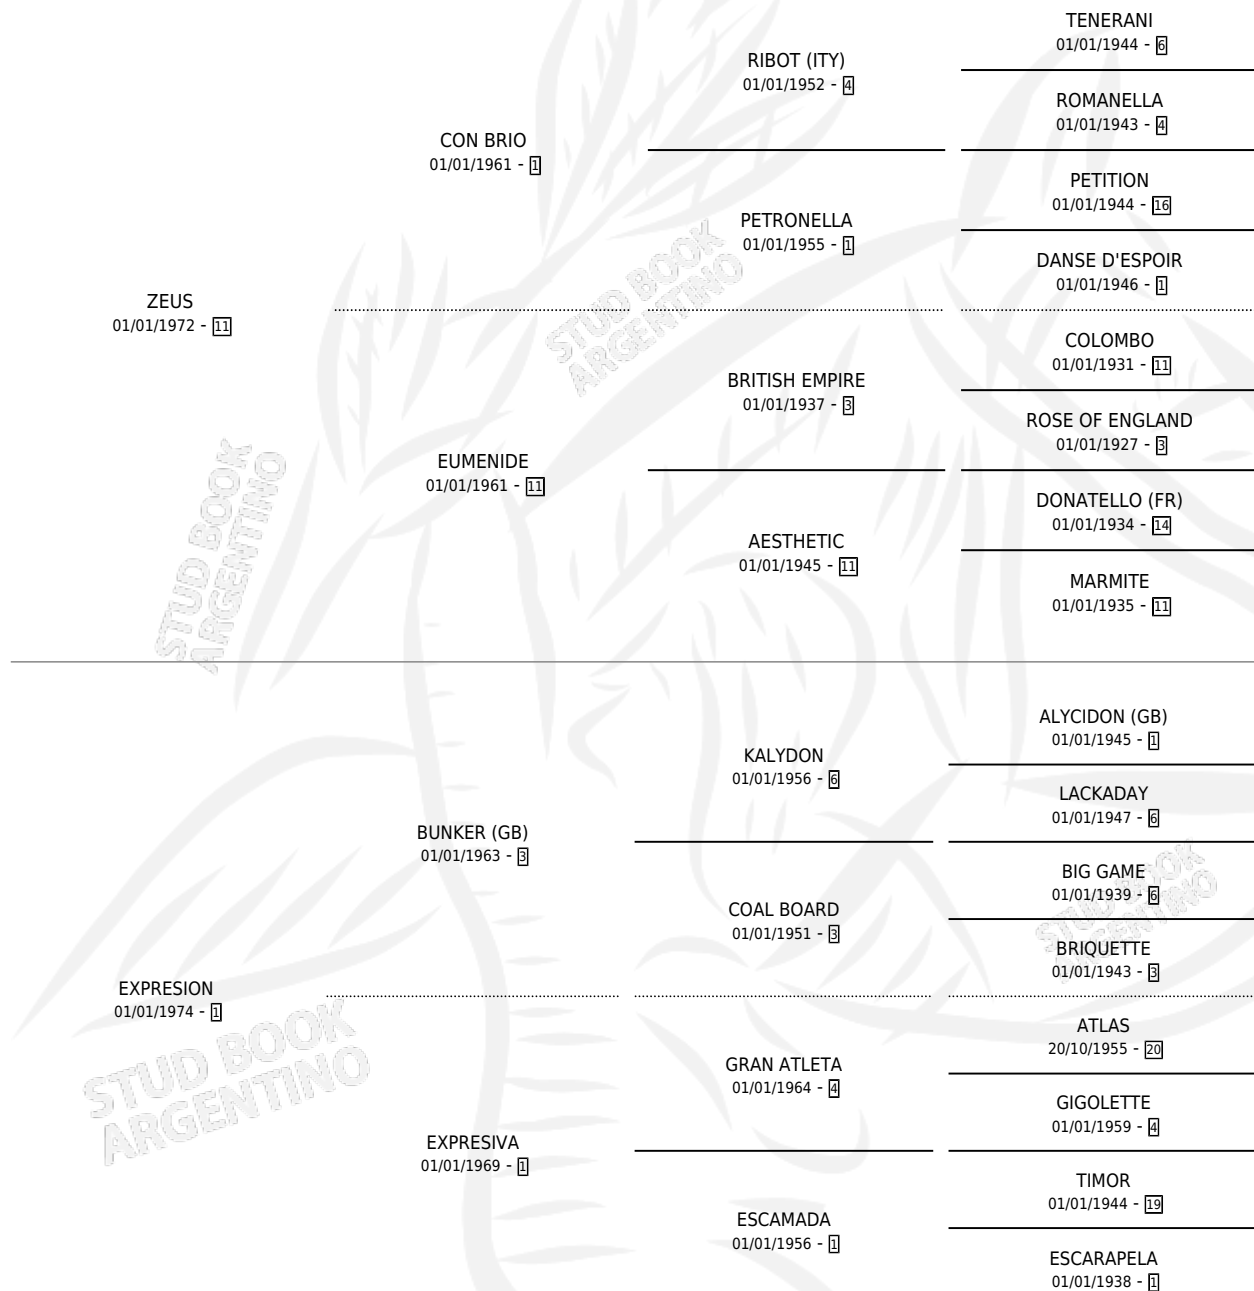 TENERANI
01/01/1944 - 6
RIBOT (ITY)
01/01/1952 - 4
ROMANELLA
01/01/1943 - 4
CON BRIO
01/01/1961 - 1
PETITION
01/01/1944 - 16
PETRONELLA
01/01/1955 - 1
DANSE D'ESPOIR
01/01/1946 - 1
ZEUS
01/01/1972 - 11
COLOMBO
01/01/1931 - 11
BRITISH EMPIRE
01/01/1937 - 3
ROSE OF ENGLAND
01/01/1927 - 3
EUMENIDE
01/01/1961 - 11
DONATELLO (FR)
01/01/1934 - 14
AESTHETIC
01/01/1945 - 11
MARMITE
01/01/1935 - 11
ALYCIDON (GB)
01/01/1945 - 1
KALYDON
01/01/1956 - 6
LACKADAY
01/01/1947 - 6
BUNKER (GB)
01/01/1963 - 3
BIG GAME
01/01/1939 - 6
COAL BOARD
01/01/1951 - 3
BRIQUETTE
01/01/1943 - 3
EXPRESION
01/01/1974 - 1
ATLAS
20/10/1955 - 20
GRAN ATLETA
01/01/1964 - 4
GIGOLETTE
01/01/1959 - 4
EXPRESIVA
01/01/1969 - 1
TIMOR
01/01/1944 - 19
ESCAMADA
01/01/1956 - 1
ESCARAPELA
01/01/1938 - 1
STUD BOOK
ARGENTINO
STUD BOOK
ARGENTINO
STUD BOOK
ARGENTINO
STUD BOOK
ARGENTINO